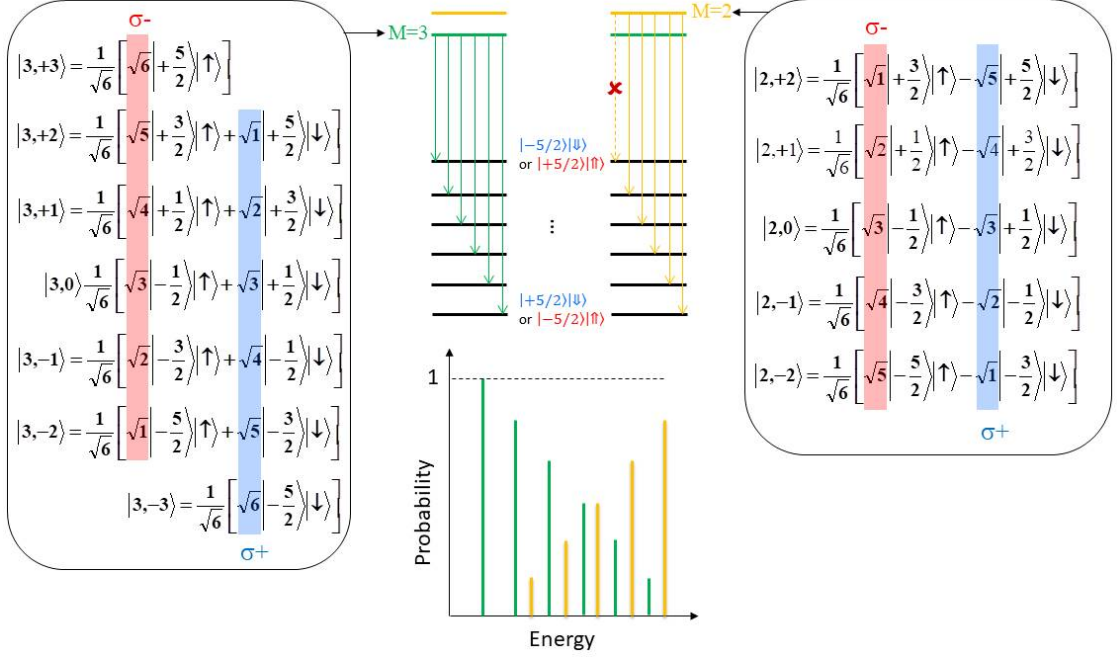 σ-
|3,+3⟩ = 1/√6 [√6 |+5/2⟩|↑⟩]
|3,+2⟩ = 1/√6 [√5 |+3/2⟩|↑⟩ + √1 |+5/2⟩|↓⟩]
|3,+1⟩ = 1/√6 [√4 |+1/2⟩|↑⟩ + √2 |+3/2⟩|↓⟩]
|3,0⟩ 1/√6 [√3 |−1/2⟩|↑⟩ + √3 |+1/2⟩|↓⟩]
|3,−1⟩ = 1/√6 [√2 |−3/2⟩|↑⟩ + √4 |−1/2⟩|↓⟩]
|3,−2⟩ = 1/√6 [√1 |−5/2⟩|↑⟩ + √5 |−3/2⟩|↓⟩]
|3,−3⟩ = 1/√6 [√6 |−5/2⟩|↓⟩]
σ+
M=3
M=2
|−5/2⟩|⇓⟩
or |+5/2⟩|⇑⟩
...
|+5/2⟩|⇓⟩
or |−5/2⟩|⇑⟩
σ-
|2,+2⟩ = 1/√6 [√1 |+3/2⟩|↑⟩ − √5 |+5/2⟩|↓⟩]
|2,+1⟩ = 1/√6 [√2 |+1/2⟩|↑⟩ − √4 |+3/2⟩|↓⟩]
|2,0⟩ = 1/√6 [√3 |−1/2⟩|↑⟩ − √3 |+1/2⟩|↓⟩]
|2,−1⟩ = 1/√6 [√4 |−3/2⟩|↑⟩ − √2 |−1/2⟩|↓⟩]
|2,−2⟩ = 1/√6 [√5 |−5/2⟩|↑⟩ − √1 |−3/2⟩|↓⟩]
σ+
1
Probability
Energy